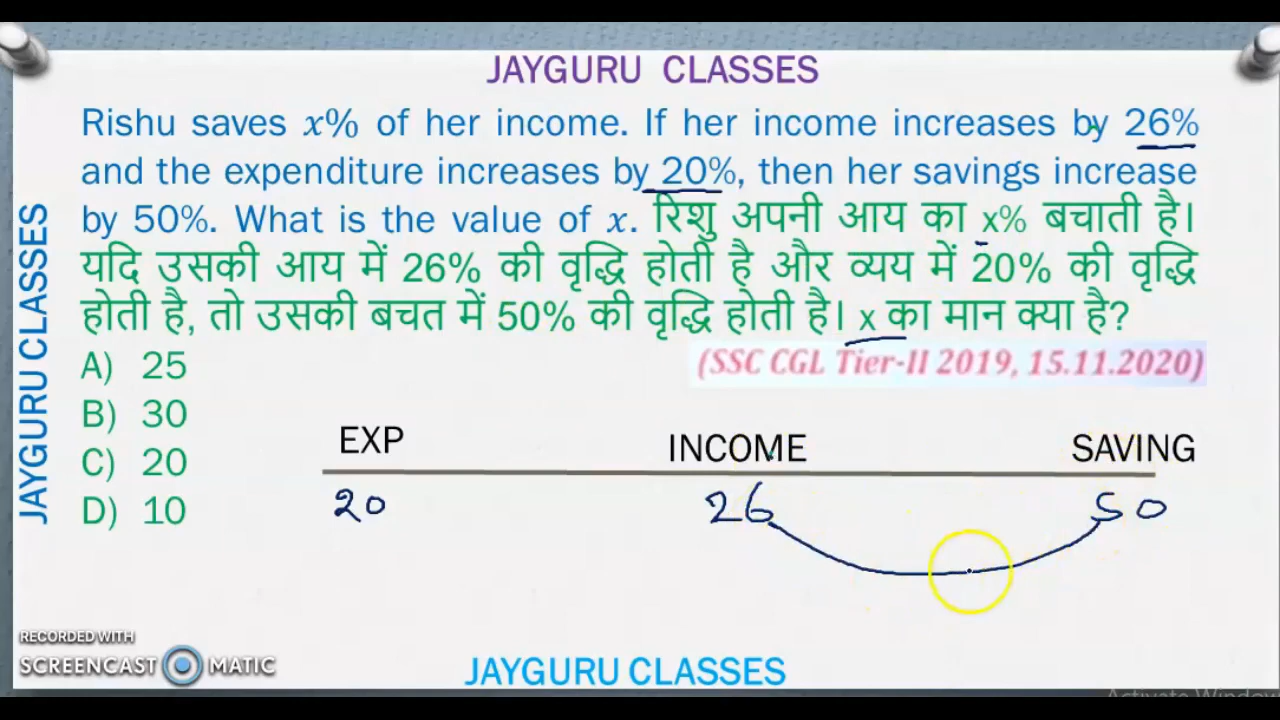 JAYGURU CLASSES
Rishu saves x% of her income. If her income increases by 26%
and the expenditure increases by 20%, then her savings increase
by 50%. What is the value of x. रिशु अपनी आय का x% बचाती है।
यदि उसकी आय में 26% की वृद्धि होती है और व्यय में 20% की वृद्धि
होती है, तो उसकी बचत में 50% की वृद्धि होती है। x का मान क्या है?
(SSC CGL Tier-II 2019, 15.11.2020)
A) 25
B) 30
C) 20
D) 10
EXP INCOME SAVING
20 26 50
JAYGURU CLASSES
RECORDED WITH
SCREENCAST MATIC
JAYGURU CLASSES